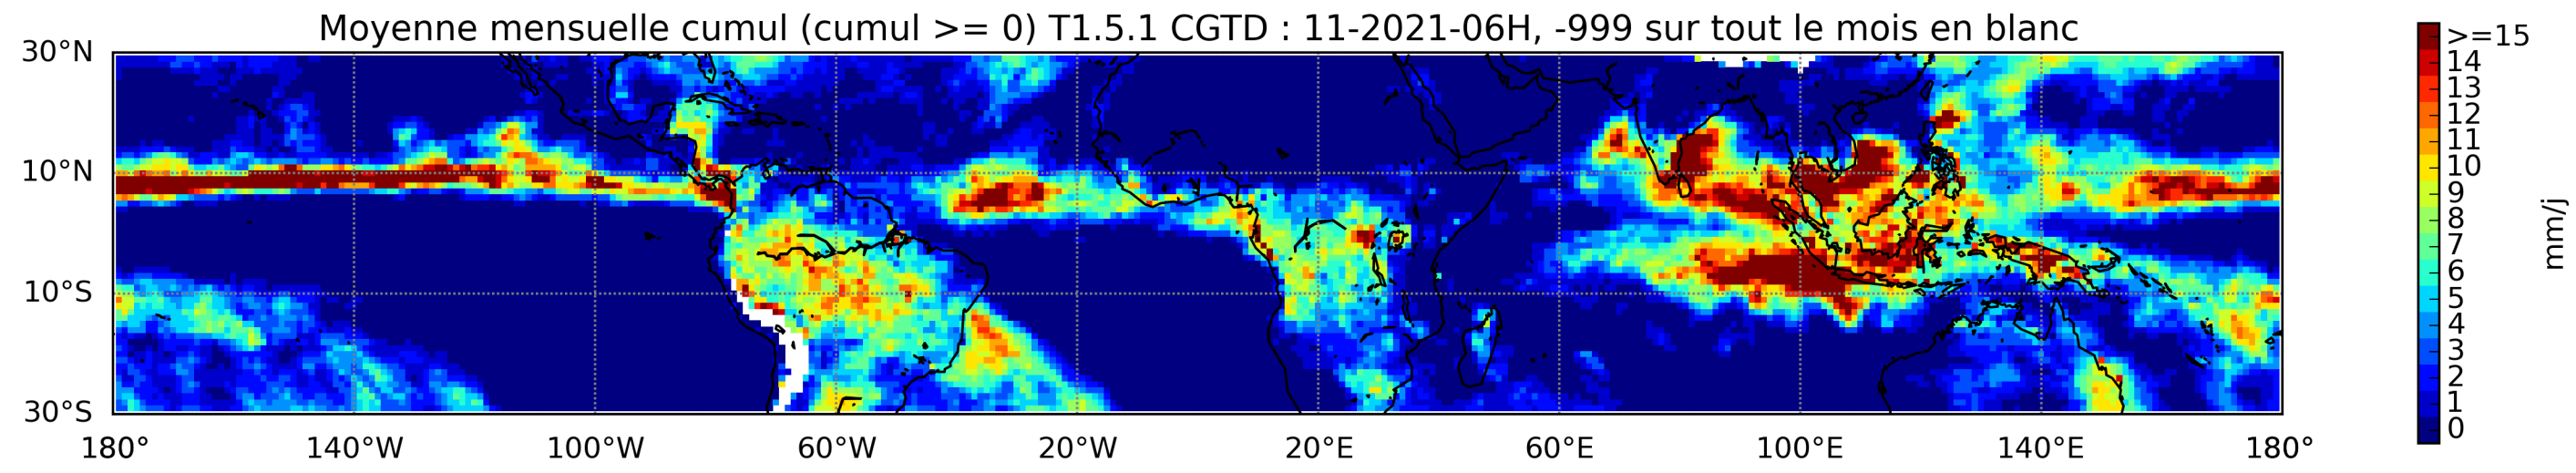 Moyenne mensuelle cumul (cumul >= 0) T1.5.1 CGTD : 11-2021-06H, -999 sur tout le mois en blanc
30°N
10°N
10°S
30°S
180° 140°W 100°W 60°W 20°W 20°E 60°E 100°E 140°E 180°
>=15
14
13
12
11
10
9
8
7
6
5
4
3
2
1
0
mm/j